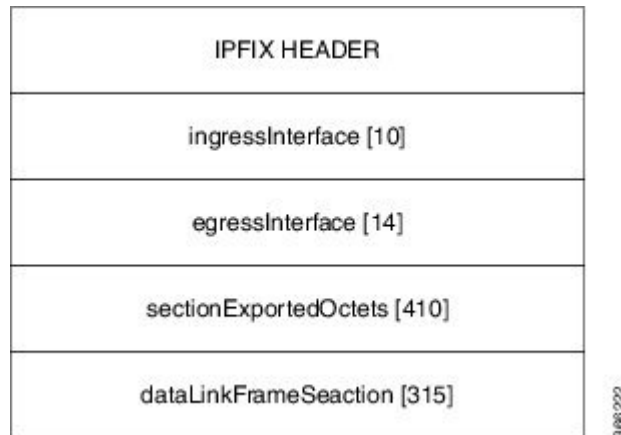 IPFIX HEADER
ingressInterface [10]
egressInterface [14]
sectionExportedOctets [410]
dataLinkFrameSeaction [315]